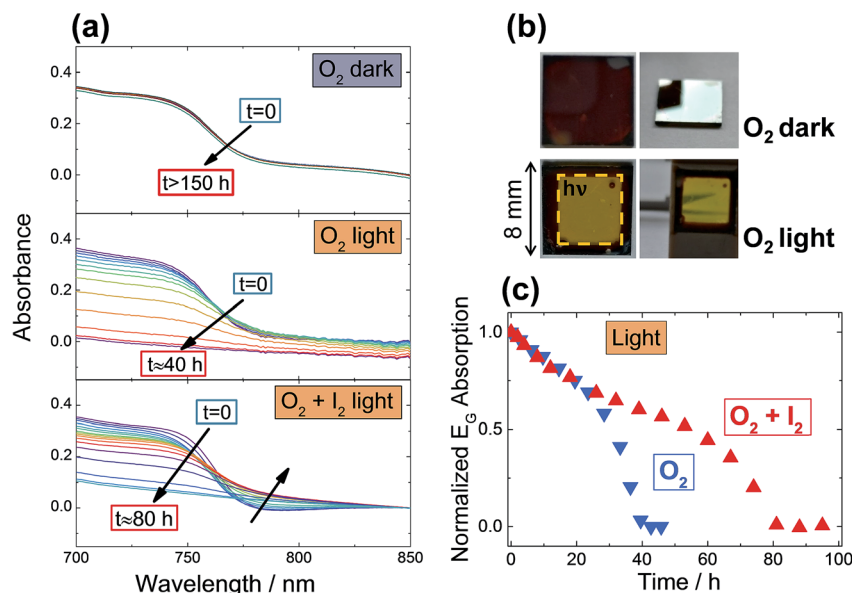 (a)
O₂ dark
t=0
t>150 h
O₂ light
t=0
t≈40 h
O₂ + I₂ light
t=0
t≈80 h
0.4
0.2
0.0
0.4
0.2
0.0
0.4
0.2
0.0
Absorbance
700 750 800 850
Wavelength / nm
(b)
O₂ dark
hν
8 mm
O₂ light
(c)
Light
O₂ + I₂
O₂
1.0
0.5
0.0
Normalized E_G Absorption
0 20 40 60 80 100
Time / h